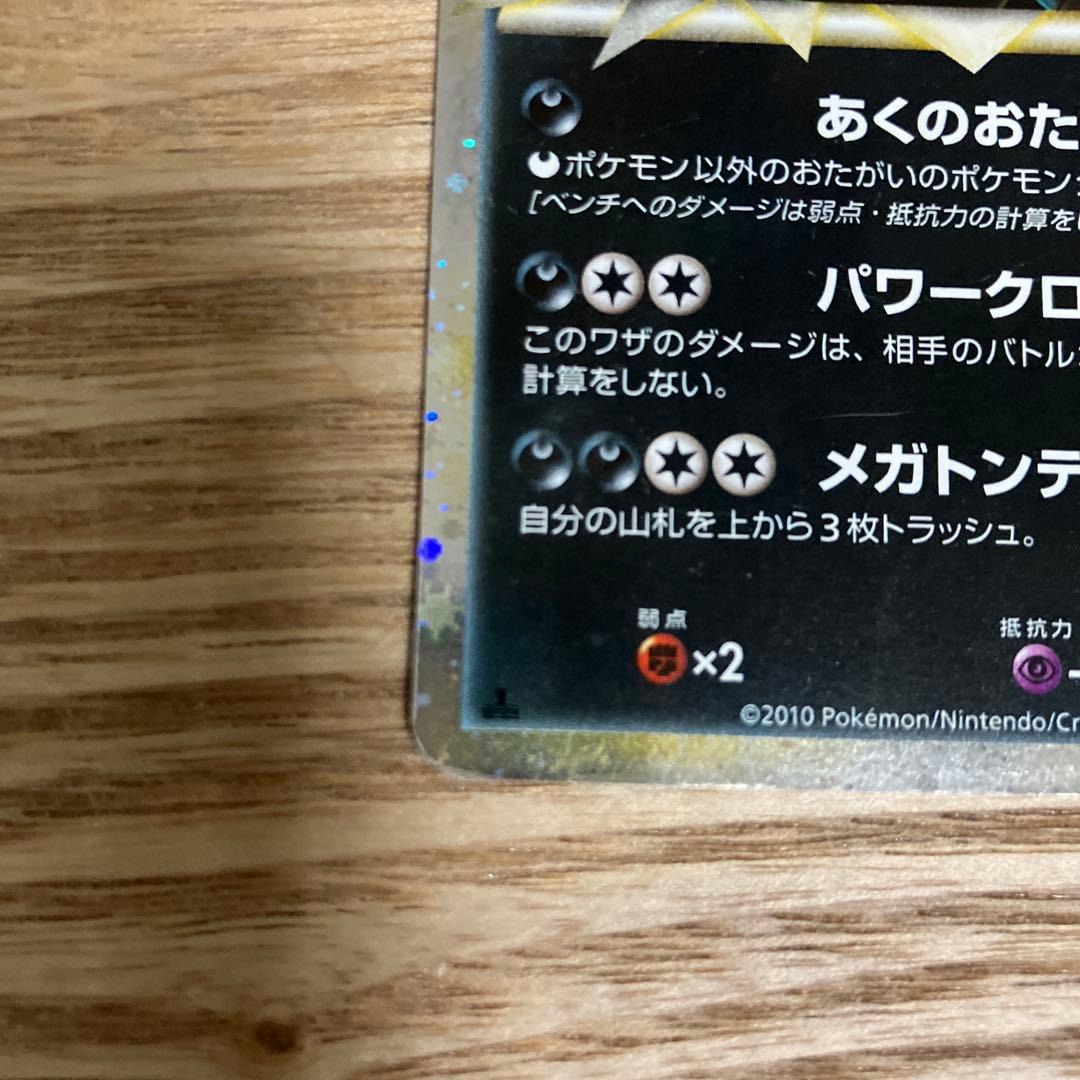 あくのおた
ポケモン以外のおたがいのポケモン
[ベンチへのダメージは弱点・抵抗力の計算を
パワークロ
このワザのダメージは、相手のバトル
計算をしない。
メガトンテ
自分の山札を上から3枚トラッシュ。
弱点
×2
抵抗力
©2010 Pokémon/Nintendo/Cr